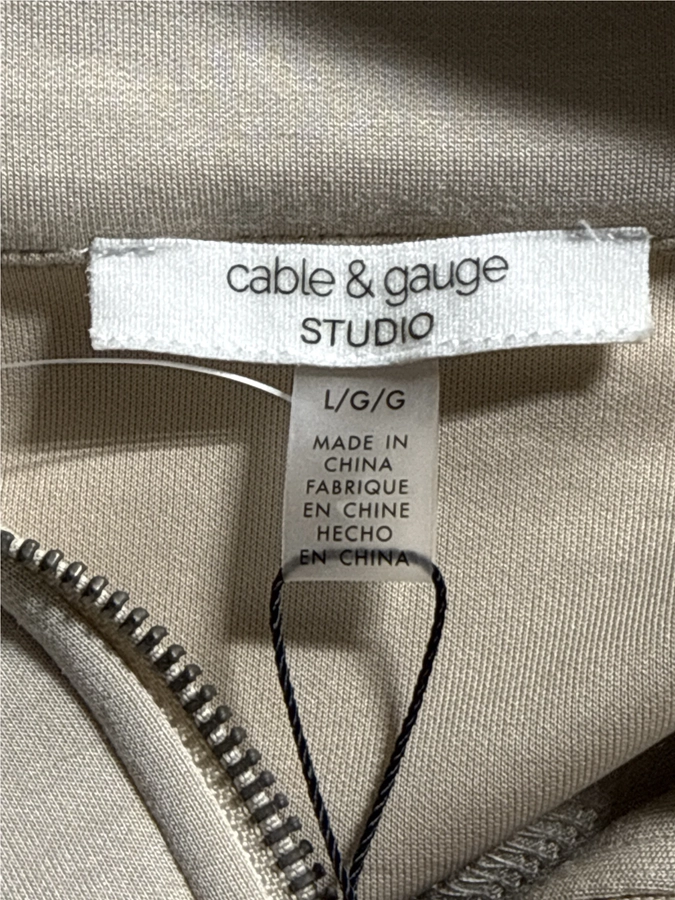 cable & gauge
STUDIO
L/G/G
MADE IN
CHINA
FABRIQUE
EN CHINE
HECHO
EN CHINA